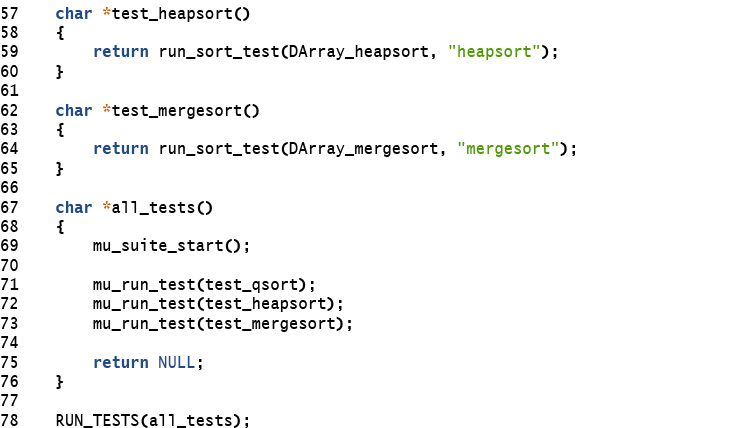 57 char *test_heapsort()
58 {
59 return run_sort_test(DArray_heapsort, "heapsort");
60 }
61
62 char *test_mergesort()
63 {
64 return run_sort_test(DArray_mergesort, "mergesort");
65 }
66
67 char *all_tests()
68 {
69 mu_suite_start();
70
71 mu_run_test(test_qsort);
72 mu_run_test(test_heapsort);
73 mu_run_test(test_mergesort);
74
75 return NULL;
76 }
77
78 RUN_TESTS(all_tests);